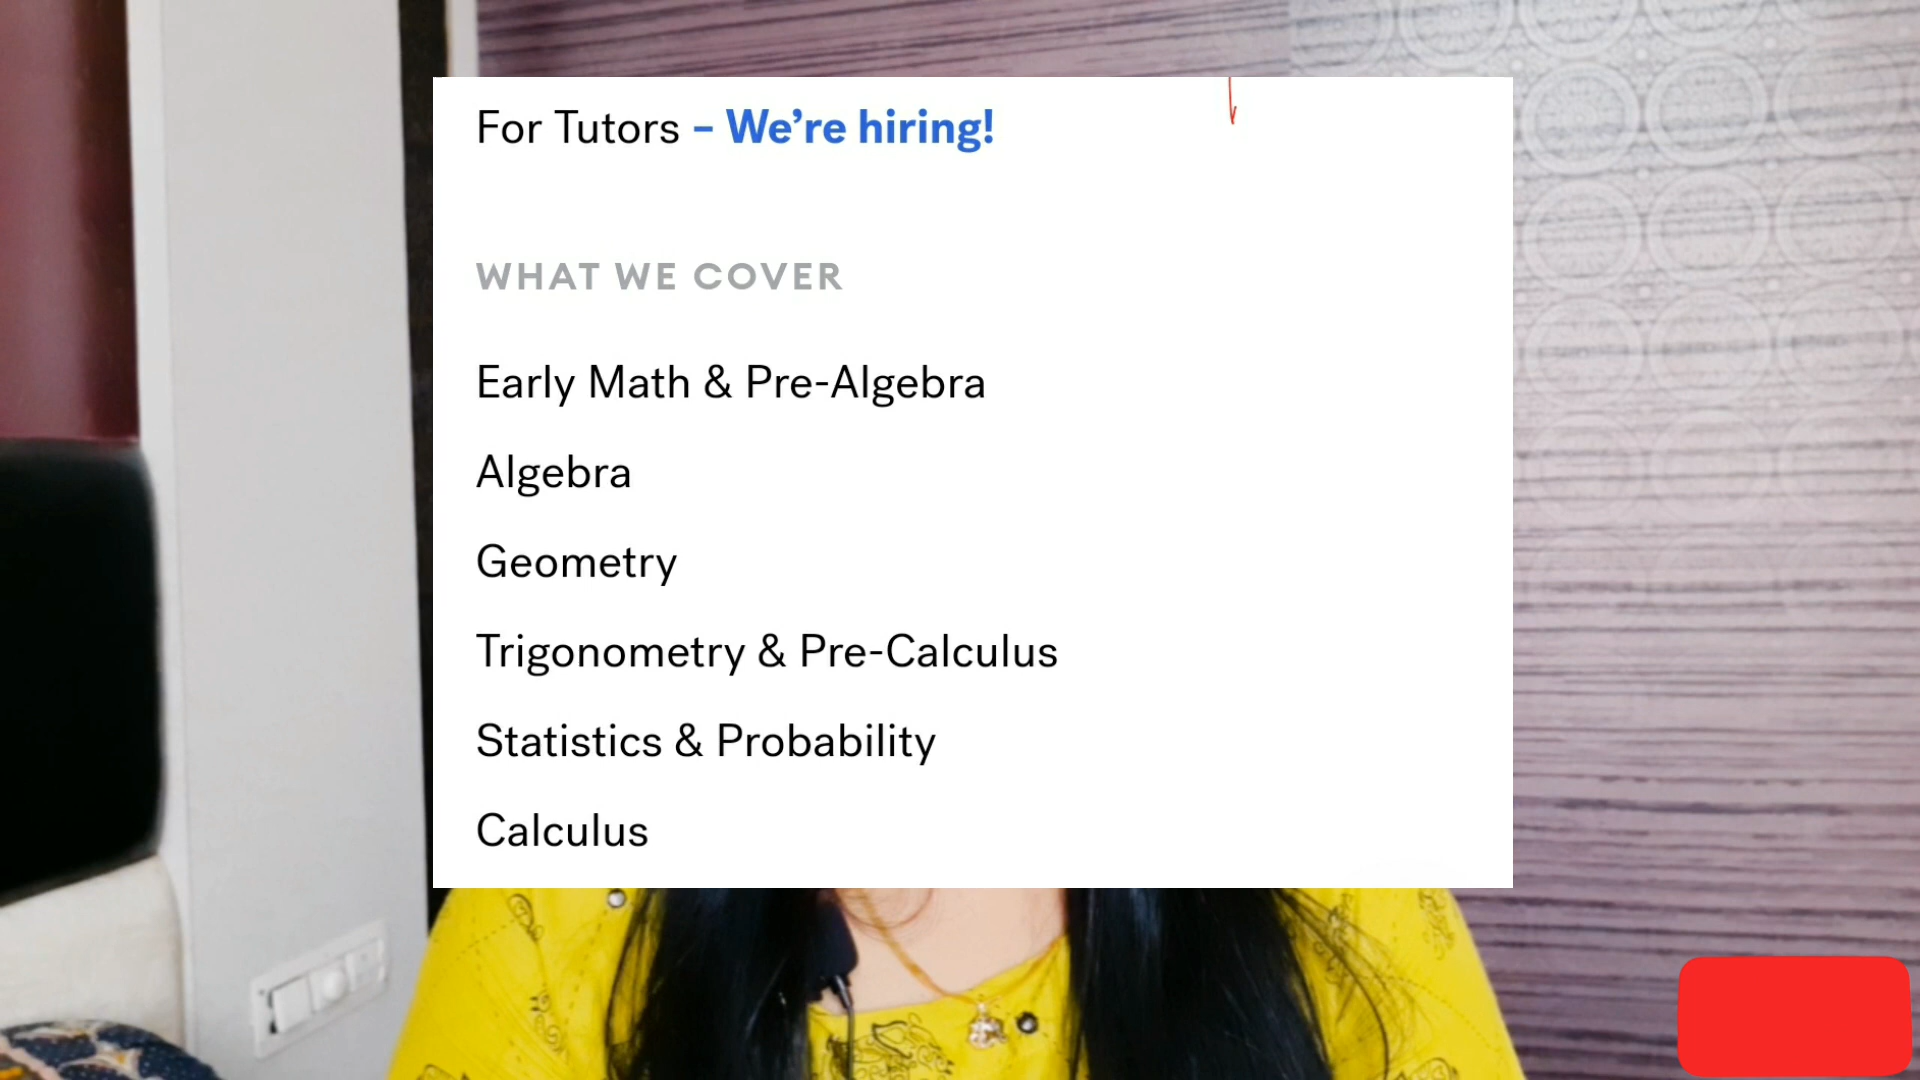 For Tutors – We’re hiring!
WHAT WE COVER
Early Math & Pre-Algebra
Algebra
Geometry
Trigonometry & Pre-Calculus
Statistics & Probability
Calculus